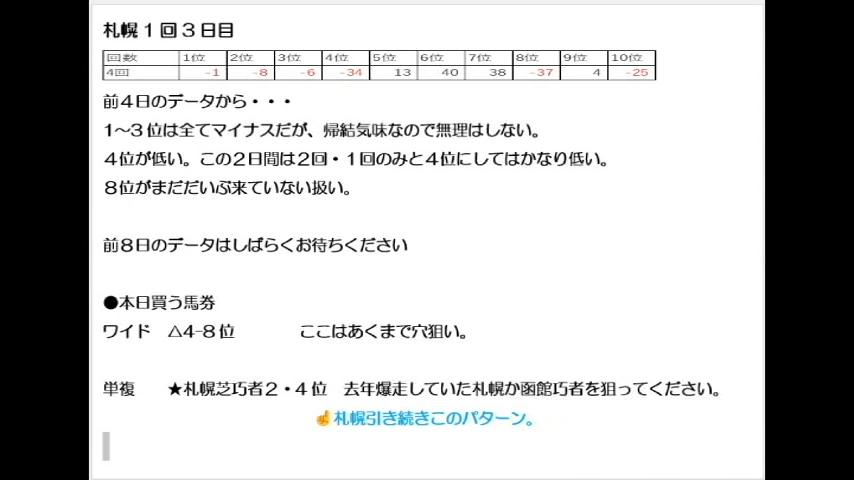 札幌１回３日目
回数 1位 2位 3位 4位 5位 6位 7位 8位 9位 10位
4回 -1 -8 -6 -34 13 40 38 -37 4 -25
前４日のデータから・・・
１～３位は全てマイナスだが、帰結気味なので無理はしない。
４位が低い。この２日間は２回・１回のみと４位にしてはかなり低い。
８位がまだだいぶ来ていない扱い。
前８日のデータはしばらくお待ちください
●本日買う馬券
ワイド △4-８位 ここはあくまで穴狙い。
単複 ★札幌芝巧者２・４位 去年爆走していた札幌か函館巧者を狙ってください。
☝札幌引き続きこのパターン。